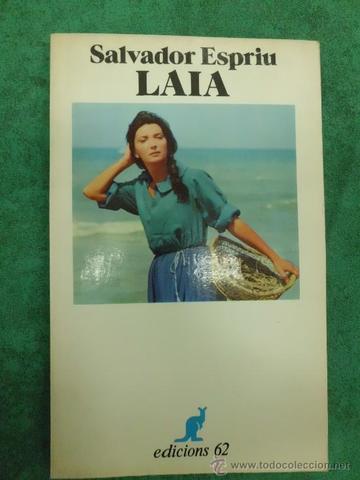 Salvador Espriu
LAIA
edicions 62
www.todocoleccion.net